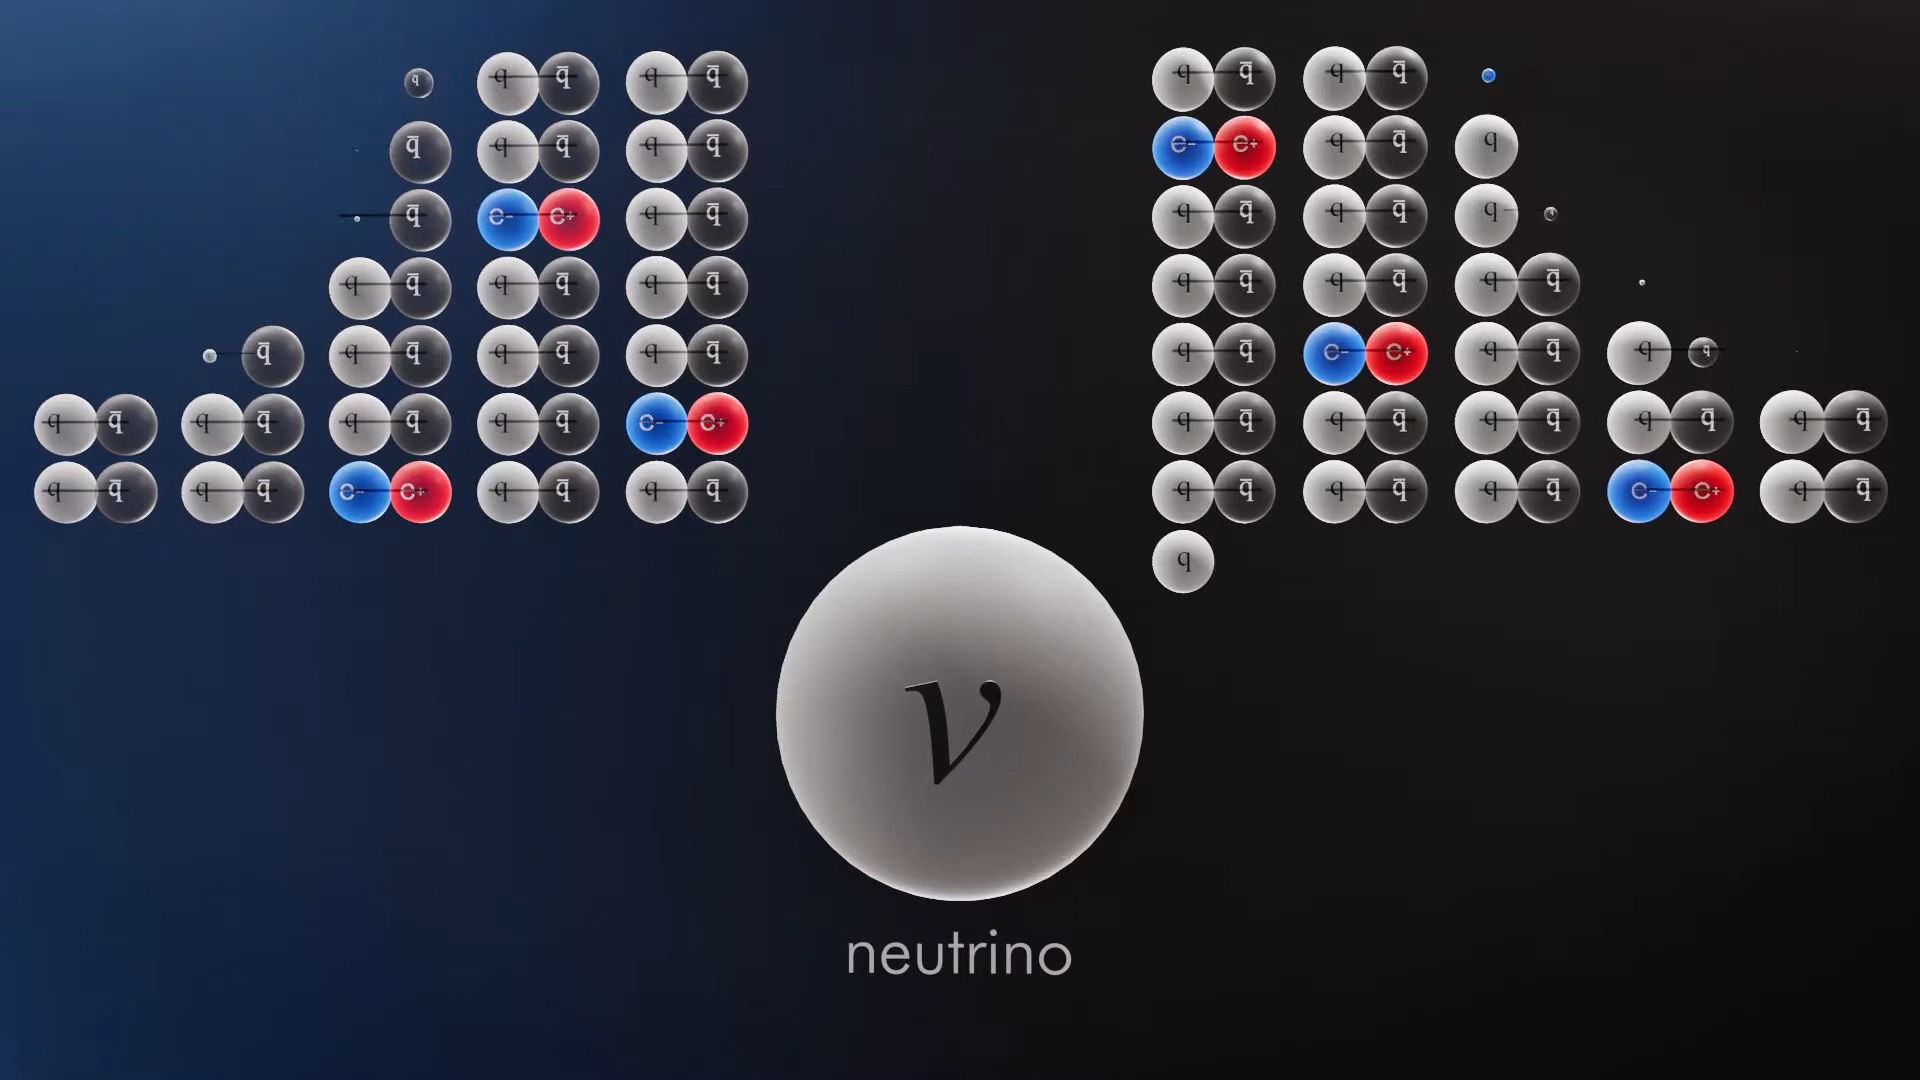 q̄ q q̄ q q̄ q q̄ q q̄
q̄ q q̄ q q̄ e- e+ q q̄ q
q̄ e- e+ q q̄ q q̄ q q̄ q
q q̄ q q̄ q q̄ q q̄ q q̄ q q̄
q̄ q q̄ q q̄ q q̄ q q̄ e- e+ q q̄ q q̄
q q̄ q q̄ q q̄ q q̄ e- e+ q q̄ q q̄ q q̄ q q̄ q q̄
q q̄ q q̄ e- e+ q q̄ q q̄ q q̄ q q̄ q q̄ e- e+ q q̄
q
ν
neutrino